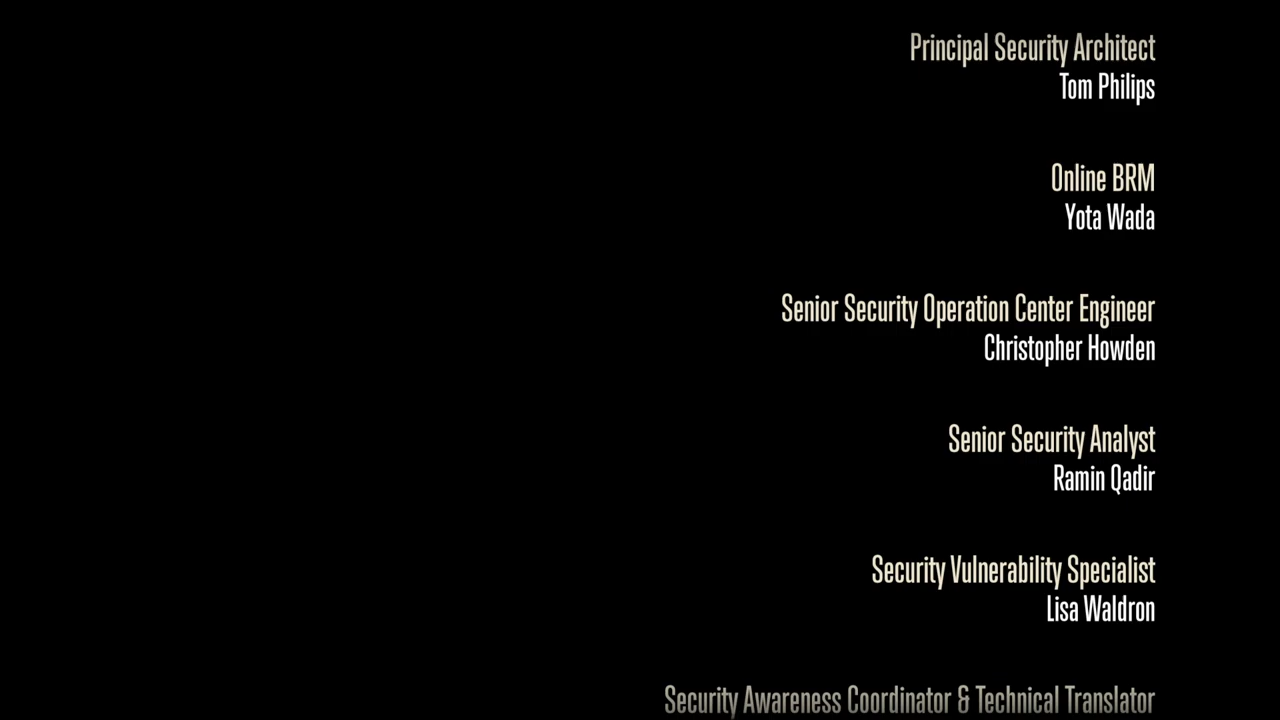 Principal Security Architect
Tom Philips
Online BRM
Yota Wada
Senior Security Operation Center Engineer
Christopher Howden
Senior Security Analyst
Ramin Qadir
Security Vulnerability Specialist
Lisa Waldron
Security Awareness Coordinator & Technical Translator